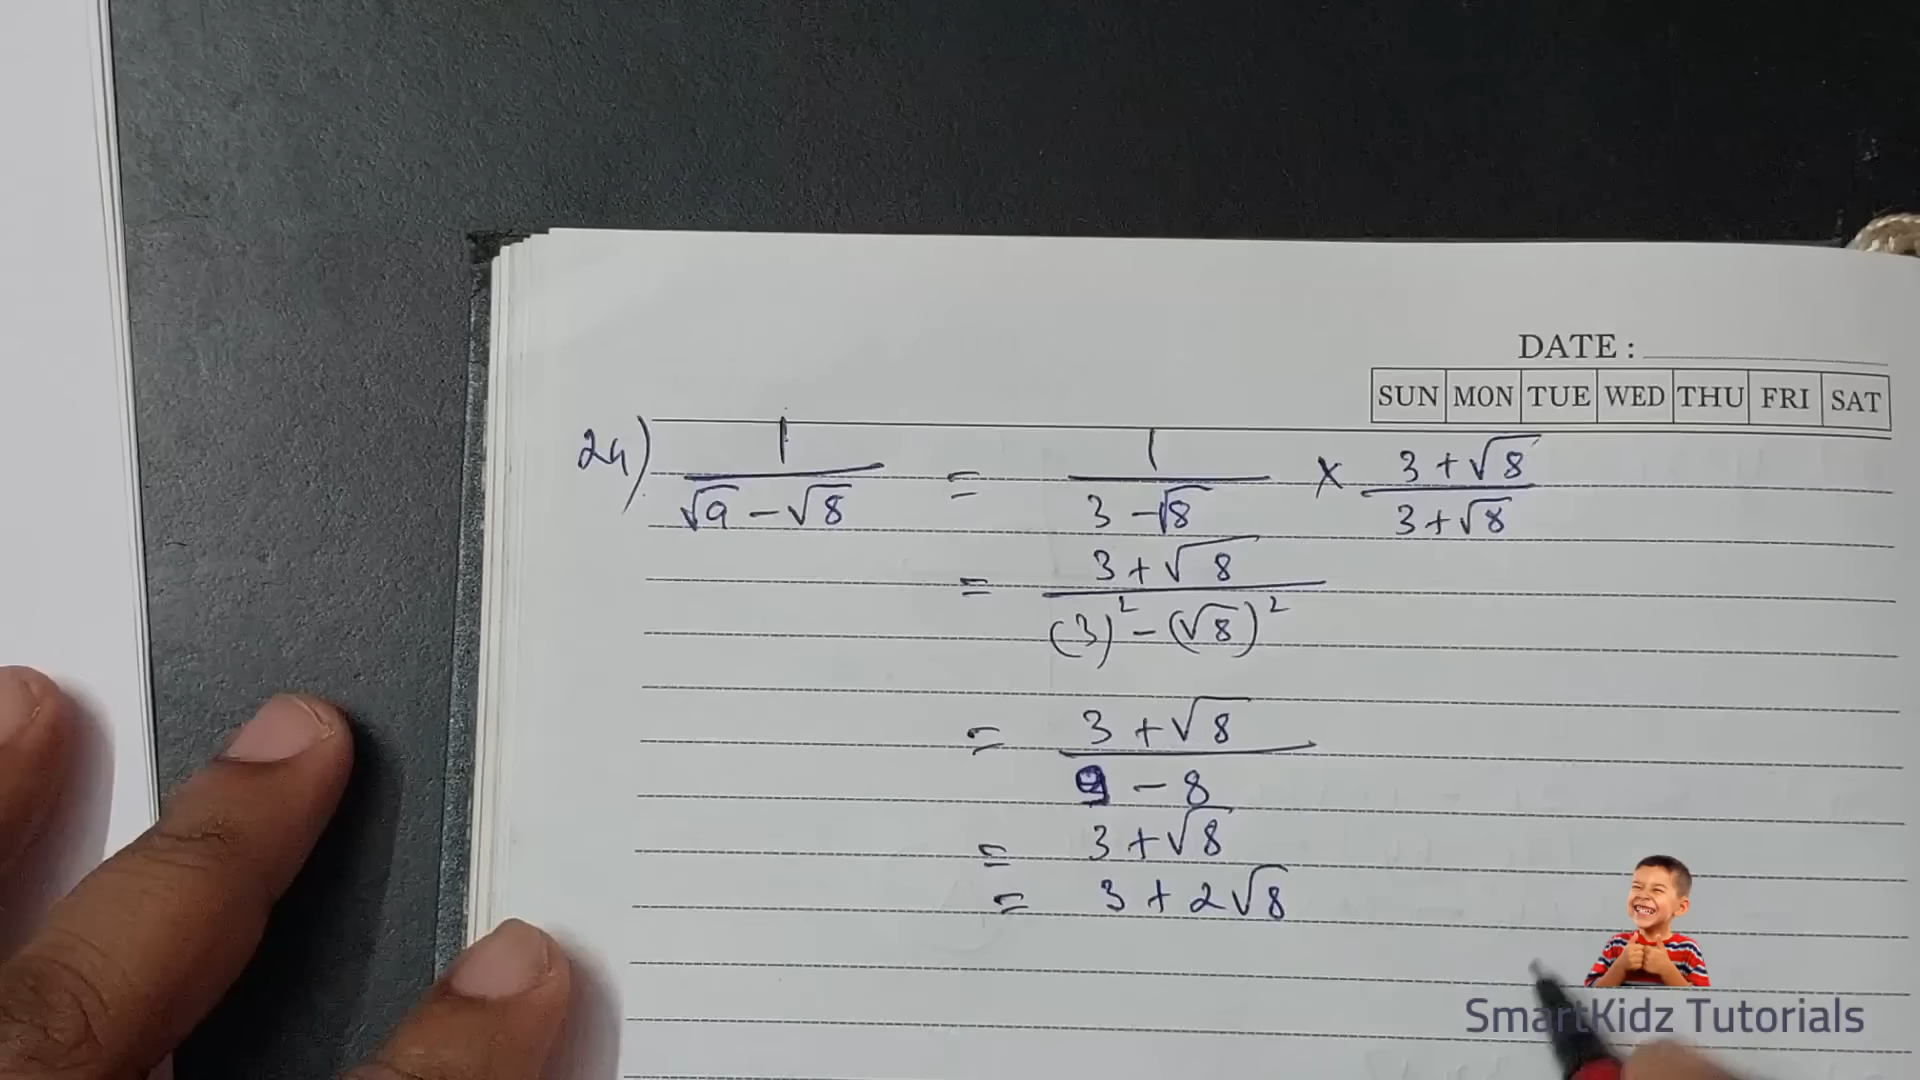 DATE :
SUN MON TUE WED THU FRI SAT
24) 1/(√9 - √8) = 1/(3 - √8) × (3 + √8)/(3 + √8)
= (3 + √8)/((3)² - (√8)²)
= (3 + √8)/(9 - 8)
= 3 + √8
= 3 + 2√8
SmartKidz Tutorials